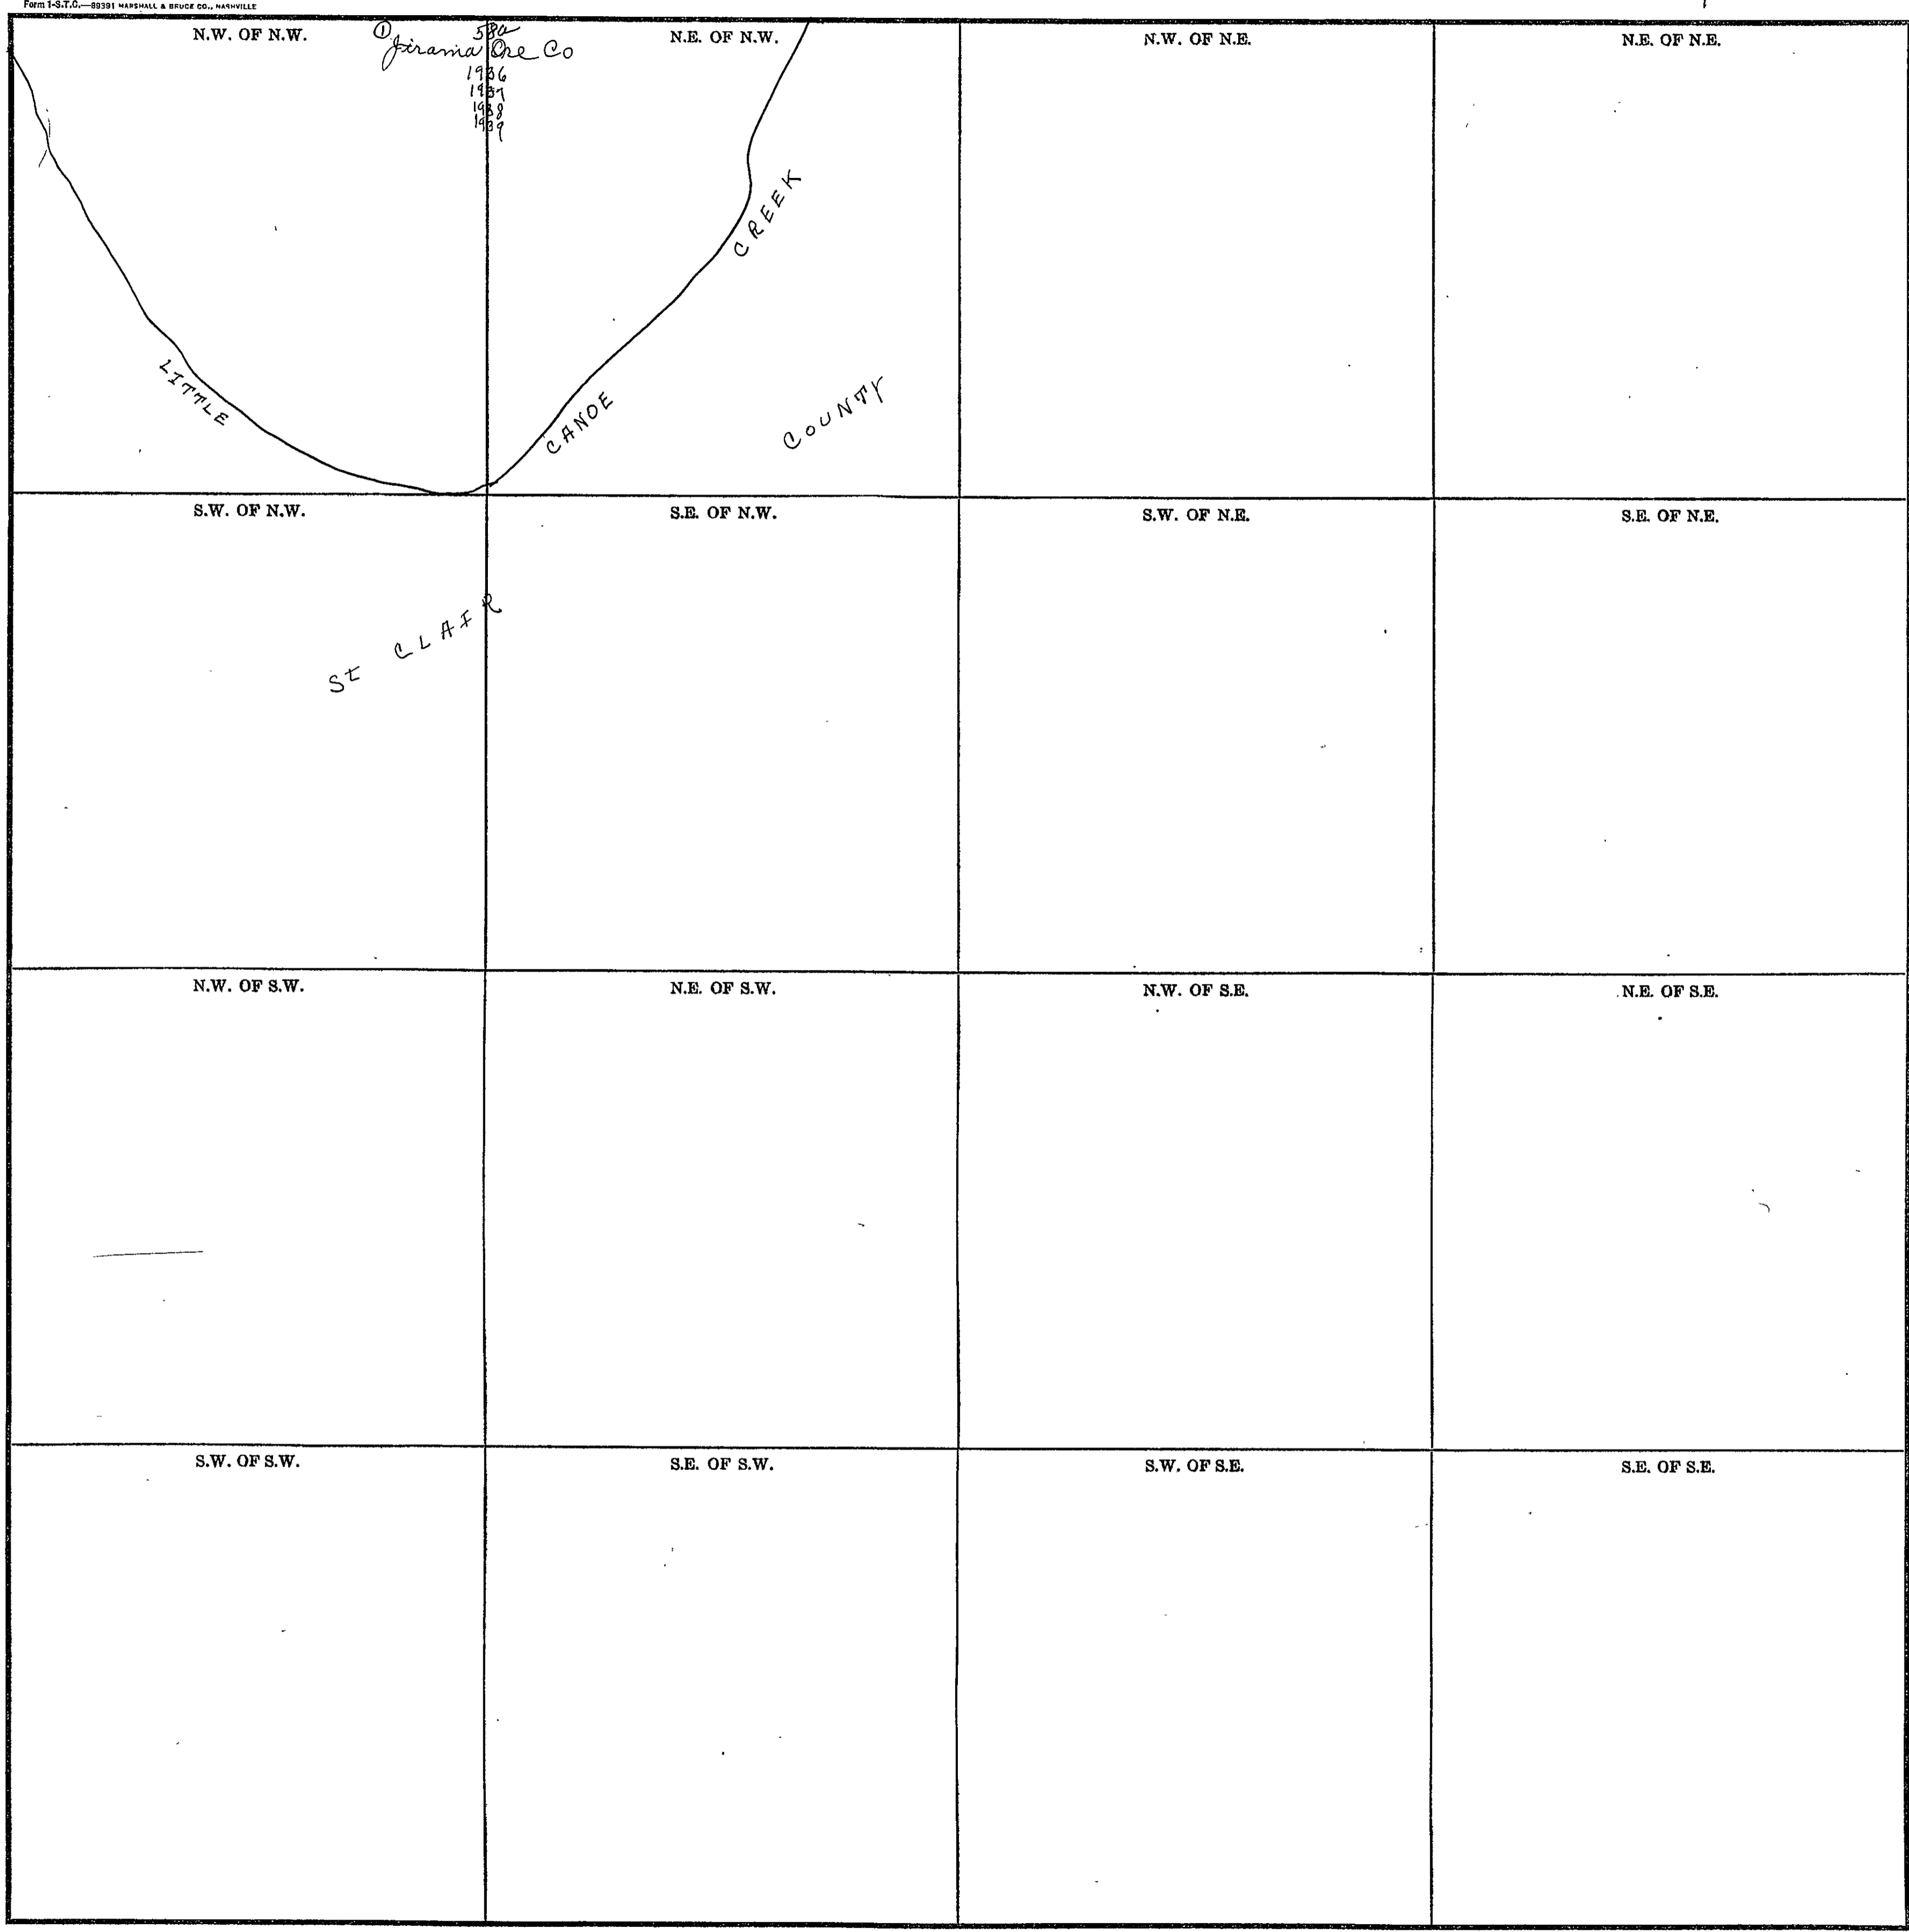 Form 1-S.T.C.—89391 MARSHALL & BRUCE CO., NASHVILLE
N.W. OF N.W.
① 58a
Ore Co
1936
1937
1938
1939
N.E. OF N.W.
N.W. OF N.E.
N.E. OF N.E.
LITTLE
CANOE
CREEK
COUNTY
S.W. OF N.W.
S.E. OF N.W.
S.W. OF N.E.
S.E. OF N.E.
St CLAIR
N.W. OF S.W.
N.E. OF S.W.
N.W. OF S.E.
N.E. OF S.E.
S.W. OF S.W.
S.E. OF S.W.
S.W. OF S.E.
S.E. OF S.E.